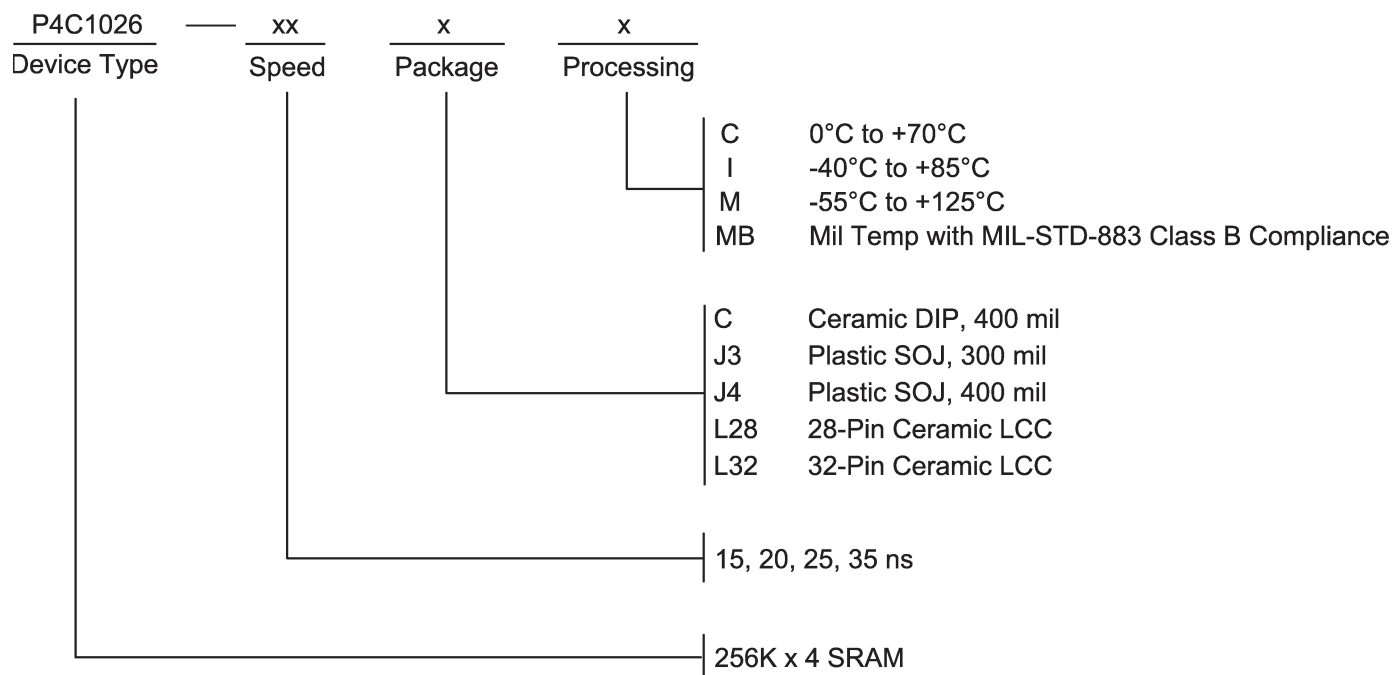 P4C1026 — xx x x
Device Type Speed Package Processing
C 0°C to +70°C
I -40°C to +85°C
M -55°C to +125°C
MB Mil Temp with MIL-STD-883 Class B Compliance
C Ceramic DIP, 400 mil
J3 Plastic SOJ, 300 mil
J4 Plastic SOJ, 400 mil
L28 28-Pin Ceramic LCC
L32 32-Pin Ceramic LCC
15, 20, 25, 35 ns
256K x 4 SRAM